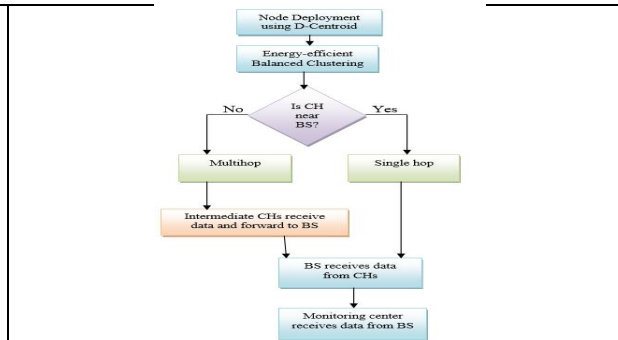 Node Deployment
using D-Centroid
Energy-efficient
Balanced Clustering
Is CH
near
BS?
No
Yes
Multihop
Single hop
Intermediate CHs receive
data and forward to BS
BS receives data
from CHs
Monitoring center
receives data from BS